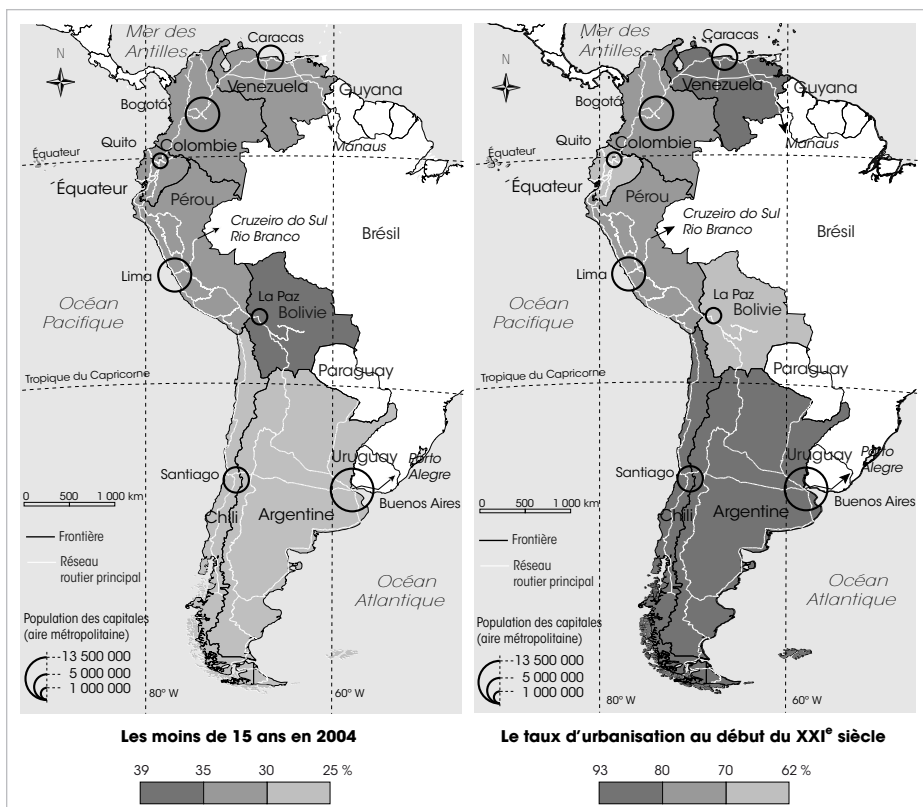 Mer des
Antilles
Caracas
N
Venezuela
Guyana
Bogotá
Colombie
Manaus
Quito
Équateur
Équateur
Pérou
Cruzeiro do Sul
Rio Branco
Brésil
Lima
La Paz
Bolivie
Océan
Pacifique
Paraguay
Tropique du Capricorne
Santiago
Uruguay
Porto
Alegre
Buenos Aires
0 500 1 000 km
Chili
Argentine
Frontière
Réseau
routier principal
Océan
Atlantique
Population des capitales
(aire métropolitaine)
13 500 000
5 000 000
1 000 000
80° W
60° W
Les moins de 15 ans en 2004
39 35 30 25 %
Mer des
Antilles
Caracas
N
Venezuela
Guyana
Bogotá
Colombie
Manaus
Quito
Équateur
Équateur
Pérou
Cruzeiro do Sul
Rio Branco
Brésil
Lima
La Paz
Bolivie
Océan
Pacifique
Paraguay
Tropique du Capricorne
Santiago
Uruguay
Porto
Alegre
Buenos Aires
0 500 1 000 km
Chili
Argentine
Frontière
Réseau
routier principal
Océan
Atlantique
Population des capitales
(aire métropolitaine)
13 500 000
5 000 000
1 000 000
80° W
60° W
Le taux d'urbanisation au début du XXIe siècle
93 80 70 62 %